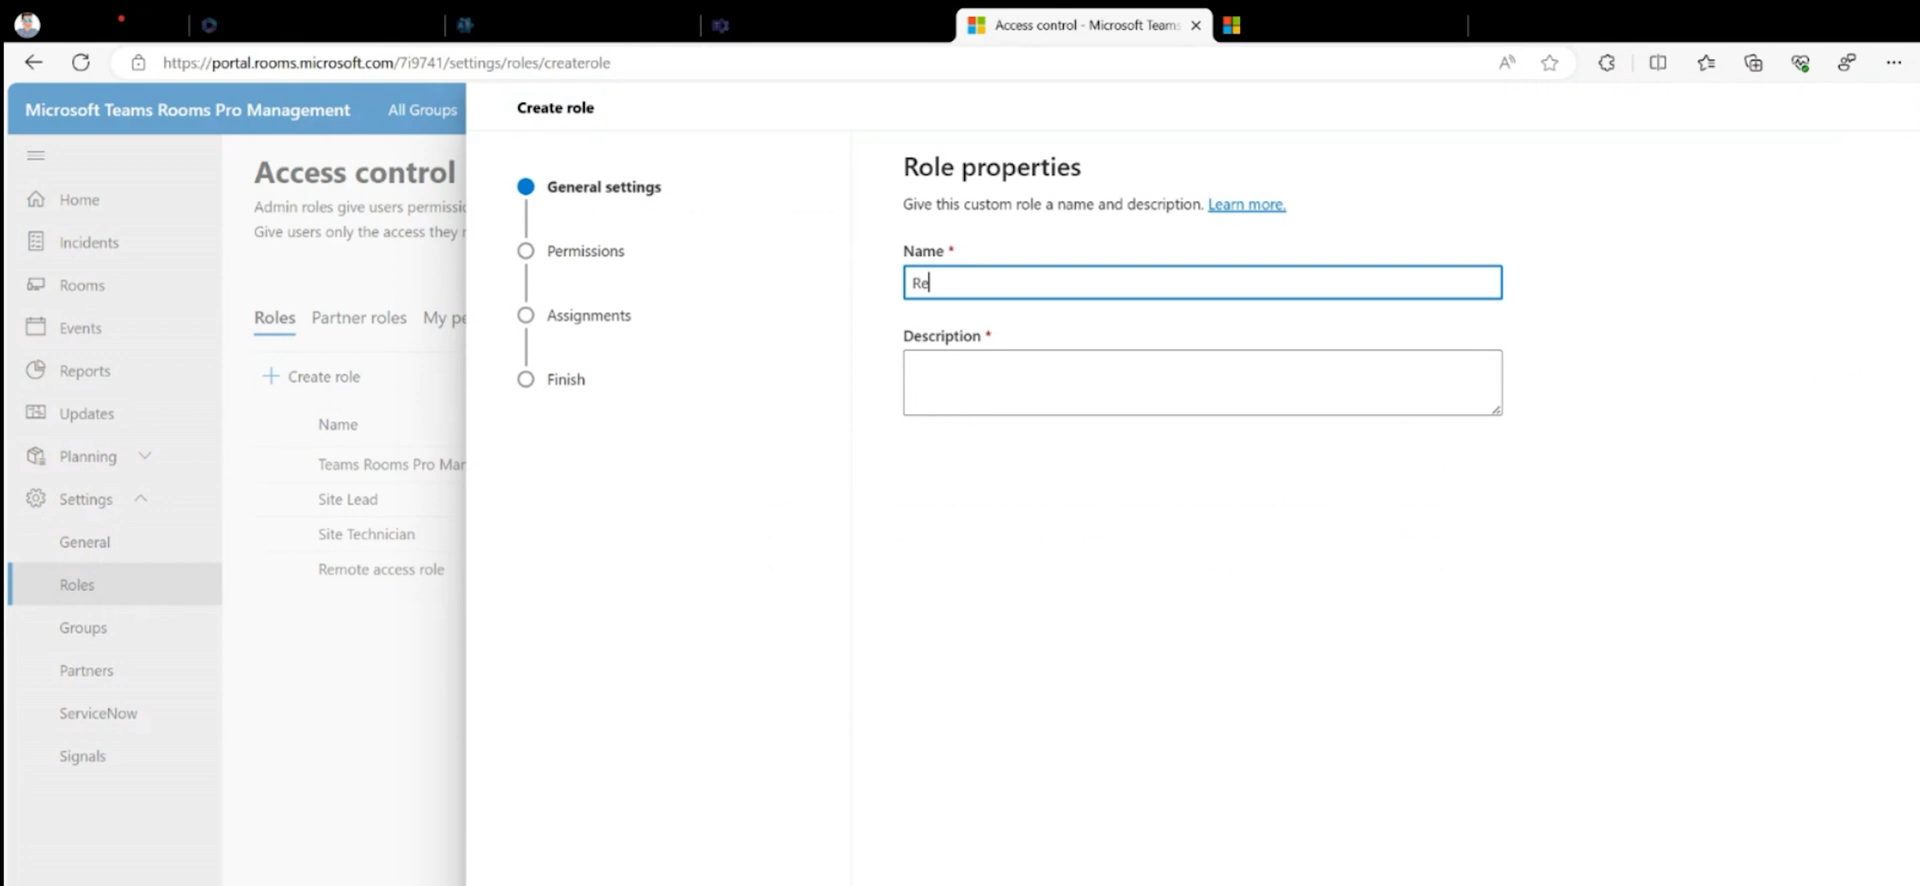 Access control - Microsoft Teams
https://portal.rooms.microsoft.com/7i9741/settings/roles/createrole
Microsoft Teams Rooms Pro Management
All Groups
Home
Incidents
Rooms
Events
Reports
Updates
Planning
Settings
General
Roles
Groups
Partners
ServiceNow
Signals
Access control
Admin roles give users permissi
Give users only the access they
Roles
Partner roles
My pe
+ Create role
Name
Teams Rooms Pro Mar
Site Lead
Site Technician
Remote access role
Create role
General settings
Permissions
Assignments
Finish
Role properties
Give this custom role a name and description. Learn more.
Name *
Re
Description *